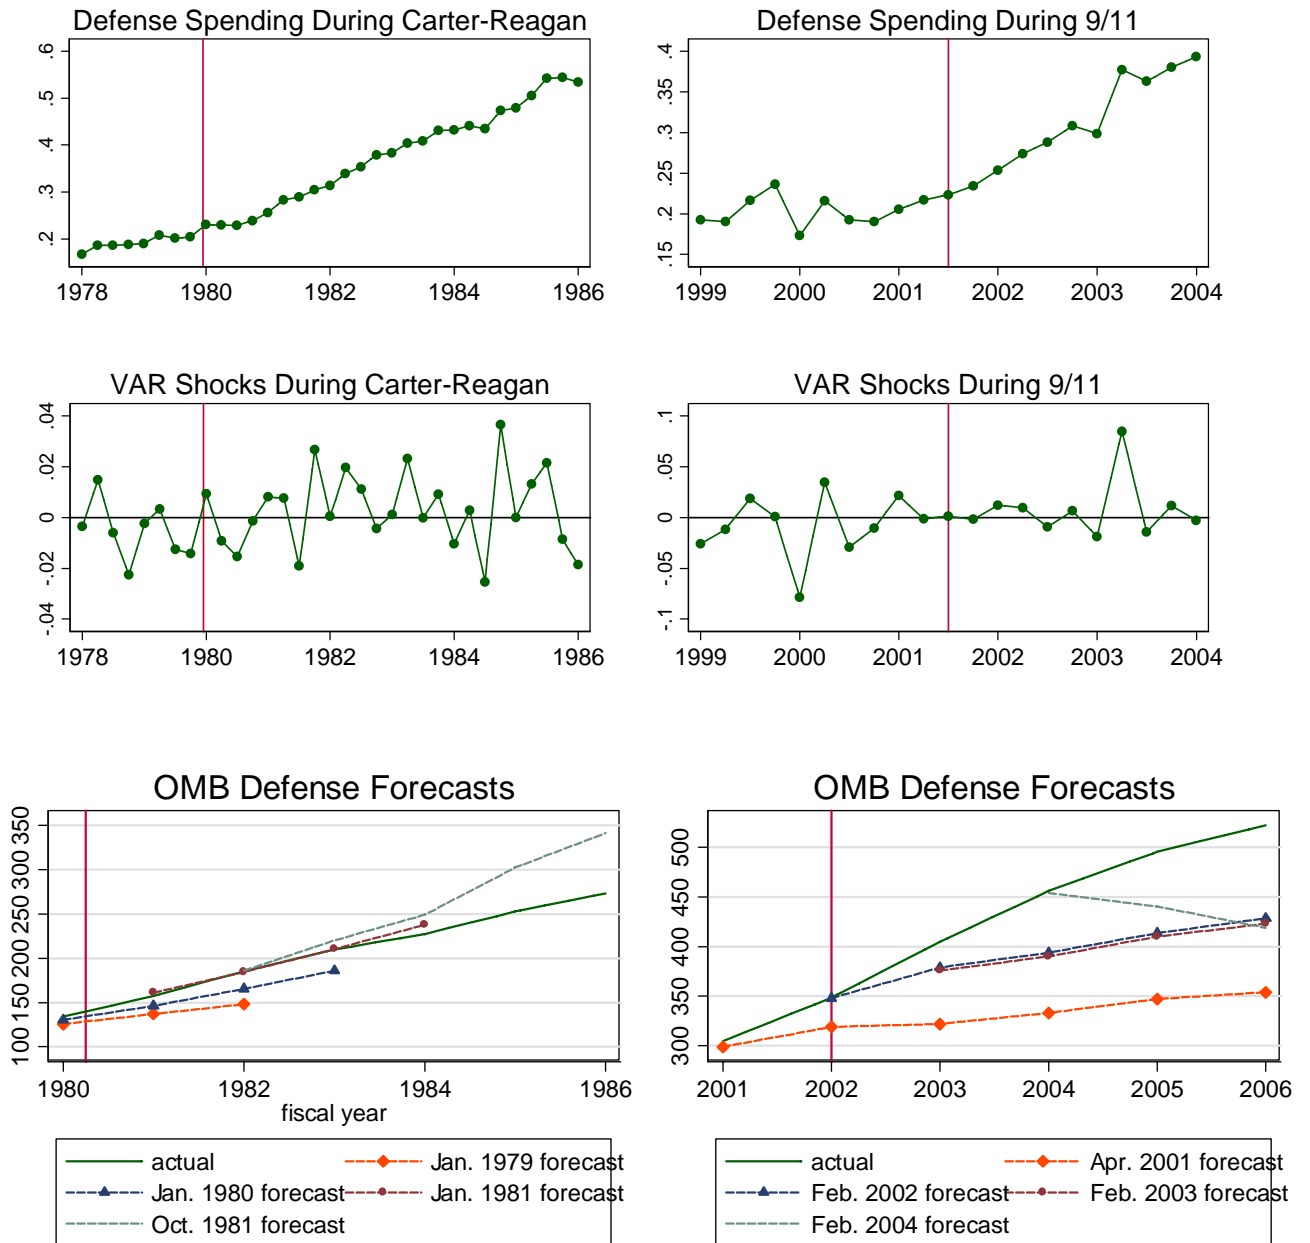 Defense Spending During Carter-Reagan
.6
.5
.4
.3
.2
1978 1980 1982 1984 1986
Defense Spending During 9/11
.4
.35
.3
.25
.2
.15
1999 2000 2001 2002 2003 2004
VAR Shocks During Carter-Reagan
.04
.02
0
-.02
-.04
1978 1980 1982 1984 1986
VAR Shocks During 9/11
.1
.05
0
-.05
-.1
1999 2000 2001 2002 2003 2004
OMB Defense Forecasts
350
300
250
200
150
100
1980 1982 1984 1986
fiscal year
actual Jan. 1979 forecast
Jan. 1980 forecast Jan. 1981 forecast
Oct. 1981 forecast
OMB Defense Forecasts
500
450
400
350
300
2001 2002 2003 2004 2005 2006
actual Apr. 2001 forecast
Feb. 2002 forecast Feb. 2003 forecast
Feb. 2004 forecast